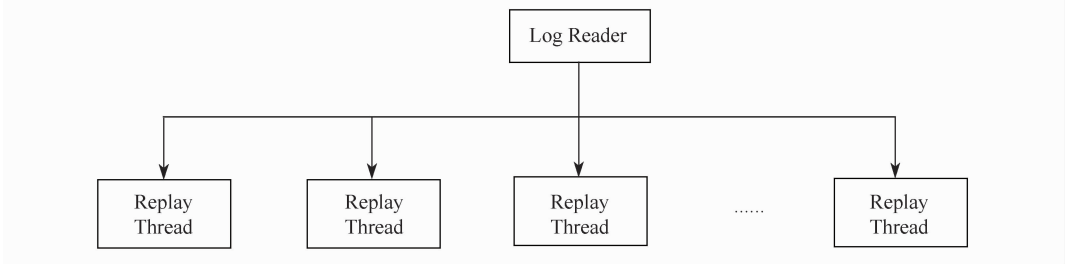 Log Reader
Replay
Thread
Replay
Thread
Replay
Thread
......
Replay
Thread